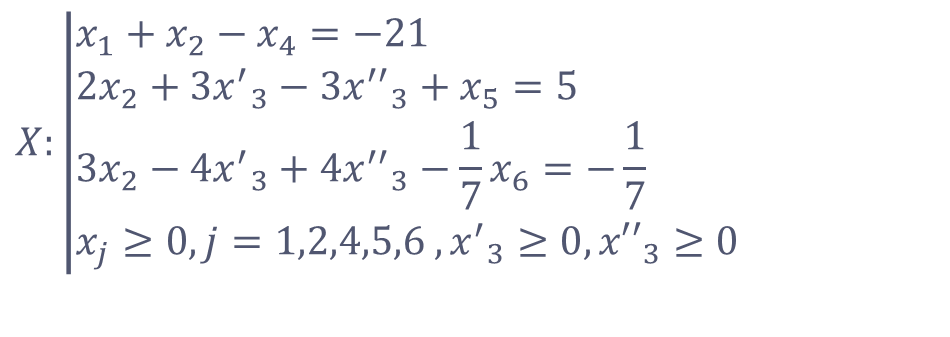 x₁ + x₂ − x₄ = −21
2x₂ + 3x′₃ − 3x″₃ + x₅ = 5
X: 3x₂ − 4x′₃ + 4x″₃ − 1/7 x₆ = − 1/7
xⱼ ≥ 0, j = 1,2,4,5,6 , x′₃ ≥ 0, x″₃ ≥ 0